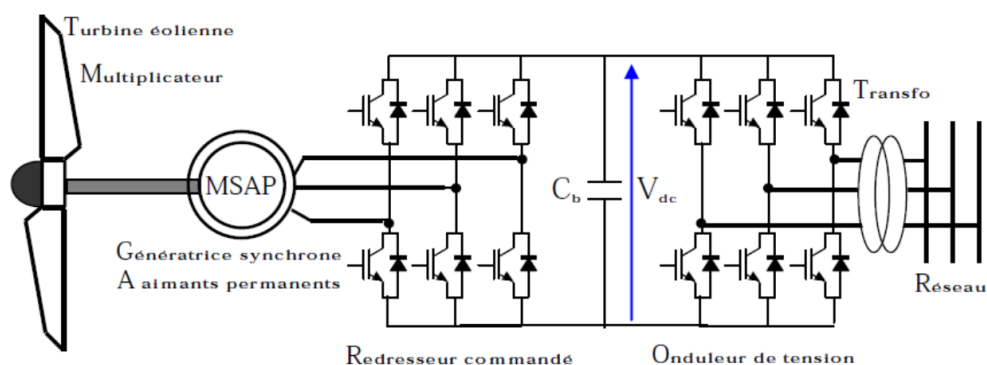 Turbine éolienne
Multiplicateur
Transfo
MSAP
Cb
Vdc
Génératrice synchrone
A aimants permanents
Réseau
Redresseur commandé
Onduleur de tension